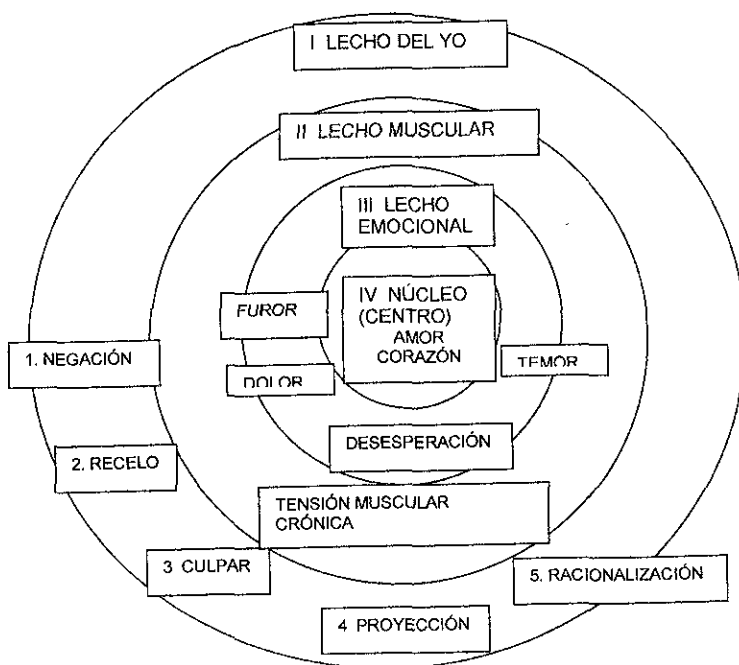 I LECHO DEL YO
II LECHO MUSCULAR
III LECHO
EMOCIONAL
IV NÚCLEO
(CENTRO)
AMOR
CORAZÓN
FUROR
DOLOR
TEMOR
1. NEGACIÓN
DESESPERACIÓN
2. RECELO
TENSIÓN MUSCULAR
CRÓNICA
3 CULPAR
5. RACIONALIZACIÓN
4 PROYECCIÓN